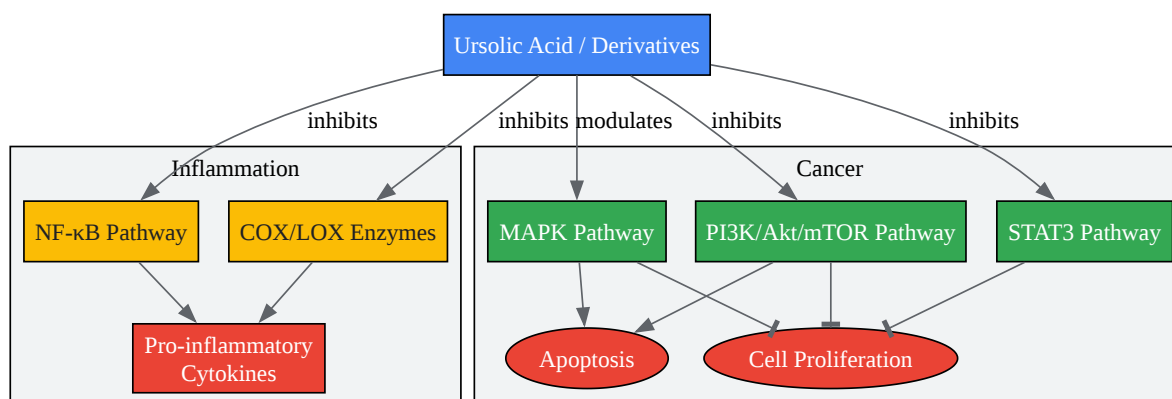 Ursolic Acid / Derivatives
inhibits
inhibits
modulates
inhibits
inhibits
Inflammation
Cancer
NF-κB Pathway
COX/LOX Enzymes
MAPK Pathway
PI3K/Akt/mTOR Pathway
STAT3 Pathway
Pro-inflammatory
Cytokines
Apoptosis
Cell Proliferation